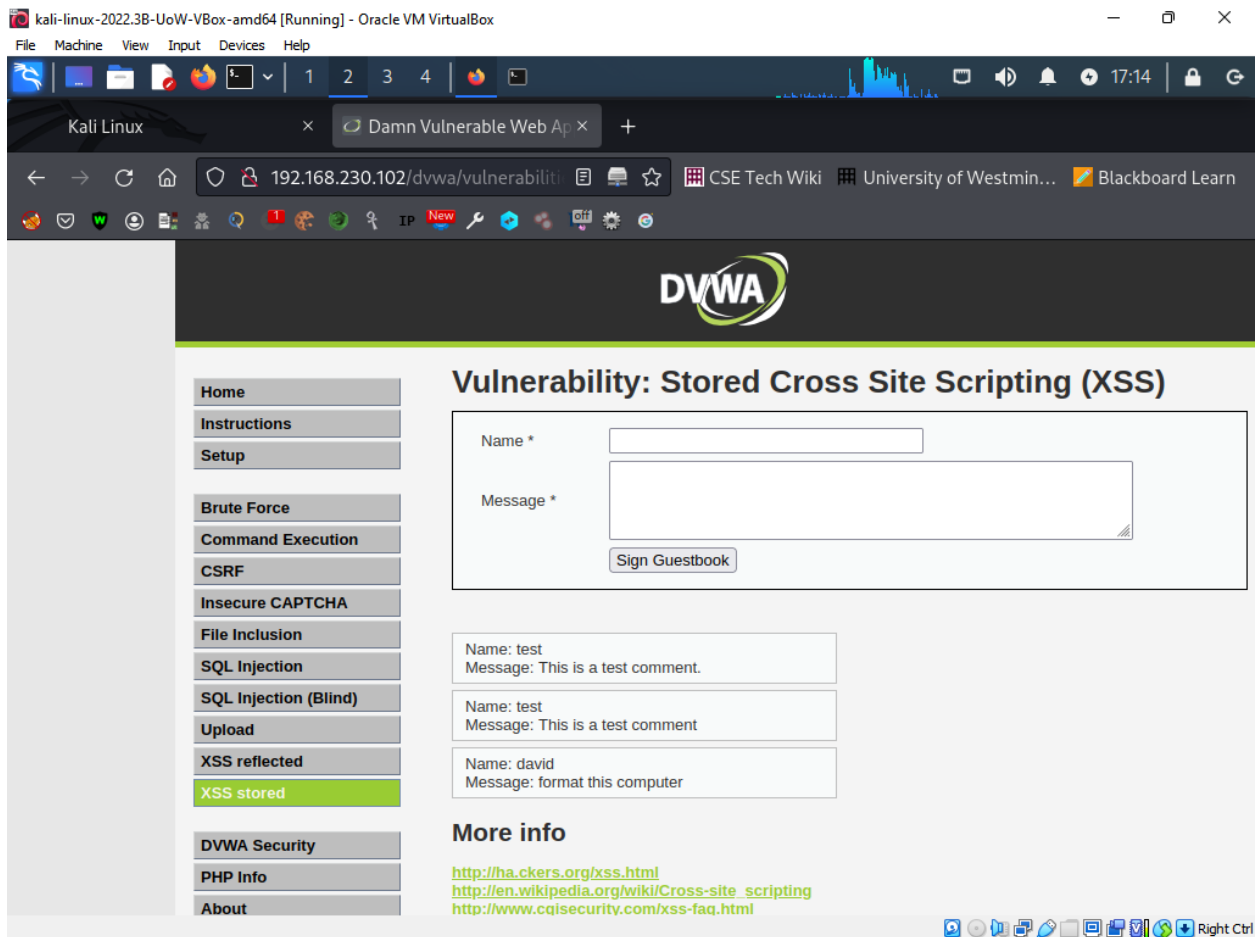 kali-linux-2022.3B-UoW-VBox-amd64 [Running] - Oracle VM VirtualBox
File Machine View Input Devices Help
1 2 3 4 17:14
Kali Linux Damn Vulnerable Web Ap
192.168.230.102/dvwa/vulnerabiliti CSE Tech Wiki University of Westmin... Blackboard Learn
1 IP New off
DVWA
Vulnerability: Stored Cross Site Scripting (XSS)
Name *
Message *
Sign Guestbook
Home
Instructions
Setup
Brute Force
Command Execution
CSRF
Insecure CAPTCHA
File Inclusion
SQL Injection
SQL Injection (Blind)
Upload
XSS reflected
XSS stored
DVWA Security
PHP Info
About
Name: test
Message: This is a test comment.
Name: test
Message: This is a test comment
Name: david
Message: format this computer
More info
http://ha.ckers.org/xss.html
http://en.wikipedia.org/wiki/Cross-site_scripting
http://www.cgisecurity.com/xss-faq.html
Right Ctrl